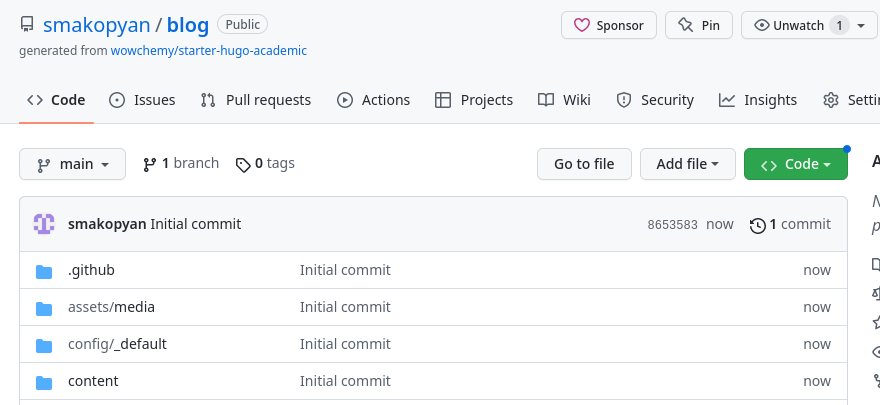 smakopyan / blog Public Sponsor Pin Unwatch 1
generated from wowchemy/starter-hugo-academic
Code Issues Pull requests Actions Projects Wiki Security Insights
main 1 branch 0 tags Go to file Add file Code
smakopyan Initial commit 8653583 now 1 commit
.github Initial commit now
assets/media Initial commit now
config/_default Initial commit now
content Initial commit now